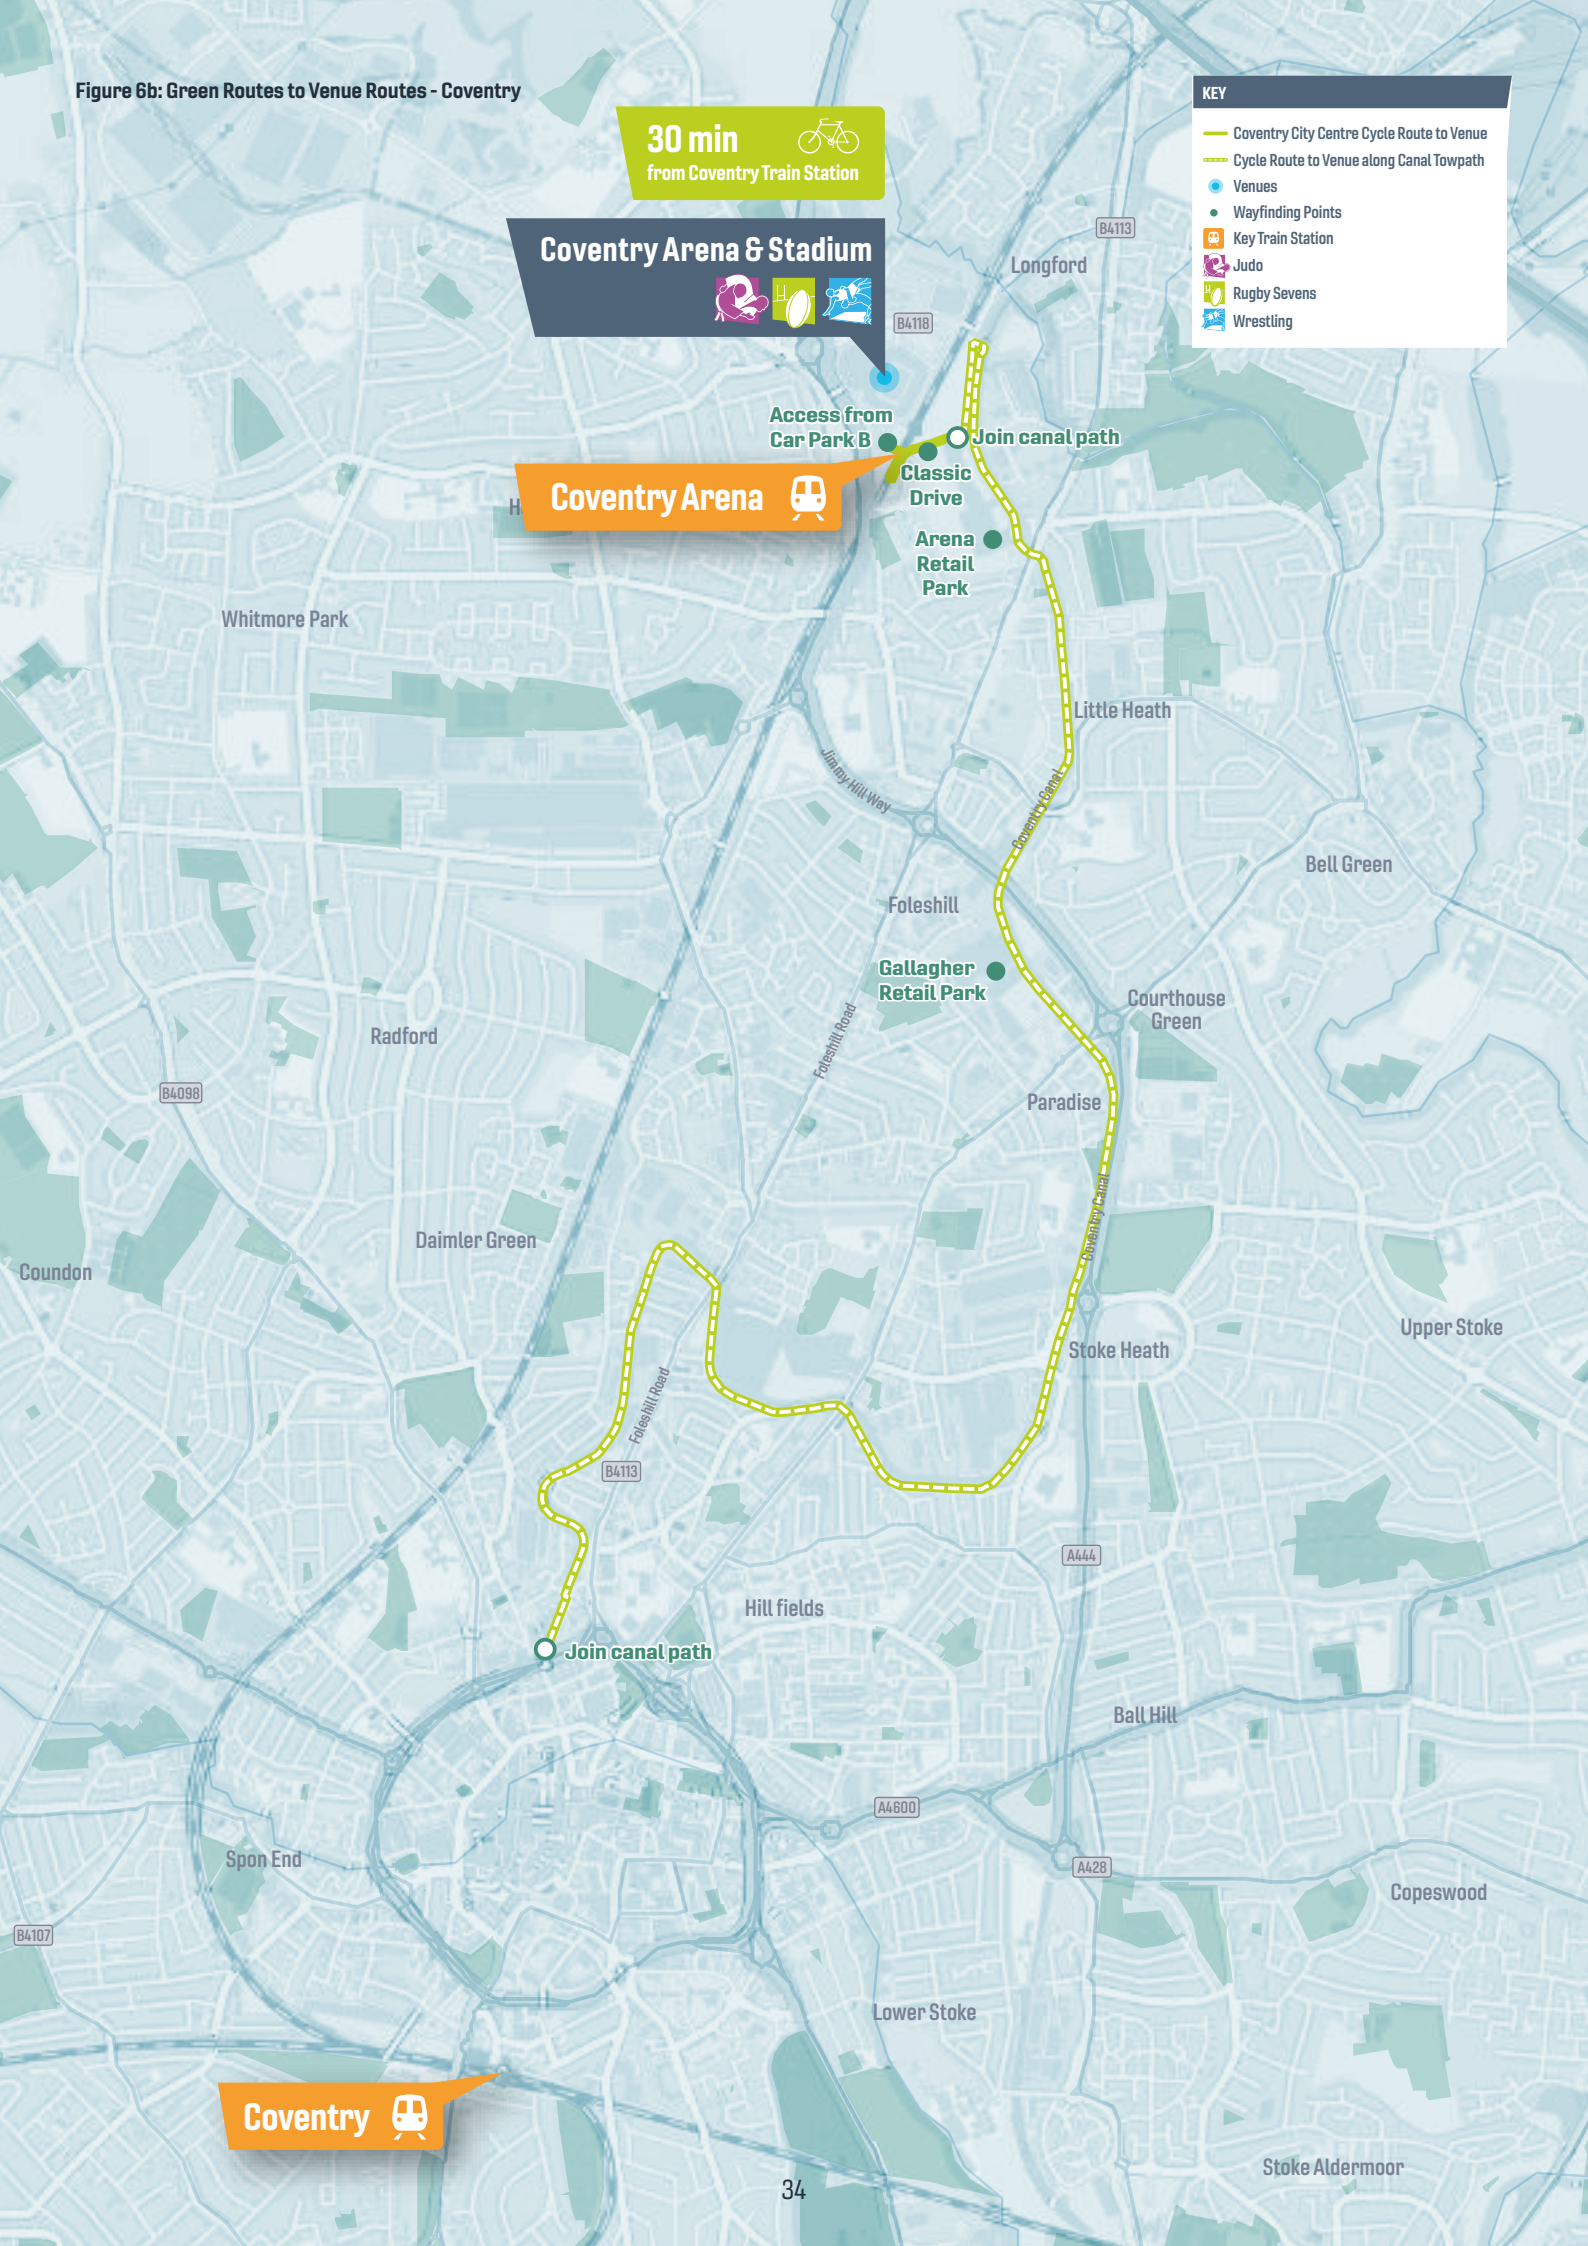 Figure 6b: Green Routes to Venue Routes - Coventry
30 min
from Coventry Train Station
Coventry Arena & Stadium
KEY
Coventry City Centre Cycle Route to Venue
Cycle Route to Venue along Canal Towpath
Venues
Wayfinding Points
Key Train Station
Judo
Rugby Sevens
Wrestling
B4113
Longford
B4118
Access from
Car Park B
Join canal path
Classic
Drive
Coventry Arena
Arena
Retail
Park
Whitmore Park
Little Heath
Jimmy Hill Way
Coventry Canal
Bell Green
Foleshill
Gallagher
Retail Park
Courthouse
Green
Foleshill Road
Radford
B4098
Paradise
Coventry Canal
Daimler Green
Coundon
Upper Stoke
Stoke Heath
Foleshill Road
B4113
A444
Hill fields
Join canal path
Ball Hill
A4600
Spon End
A428
Copeswood
B4107
Lower Stoke
Coventry
Stoke Aldermoor
34